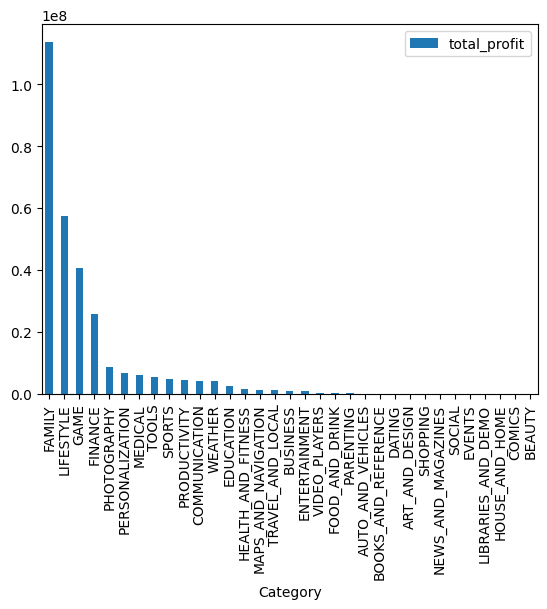 1e8
total_profit
1.0
0.8
0.6
0.4
0.2
0.0
FAMILY
LIFESTYLE
GAME
FINANCE
PHOTOGRAPHY
PERSONALIZATION
MEDICAL
TOOLS
SPORTS
PRODUCTIVITY
COMMUNICATION
WEATHER
EDUCATION
HEALTH_AND_FITNESS
MAPS_AND_NAVIGATION
TRAVEL_AND_LOCAL
BUSINESS
ENTERTAINMENT
VIDEO_PLAYERS
FOOD_AND_DRINK
PARENTING
AUTO_AND_VEHICLES
BOOKS_AND_REFERENCE
DATING
ART_AND_DESIGN
SHOPPING
NEWS_AND_MAGAZINES
SOCIAL
EVENTS
LIBRARIES_AND_DEMO
HOUSE_AND_HOME
COMICS
BEAUTY
Category